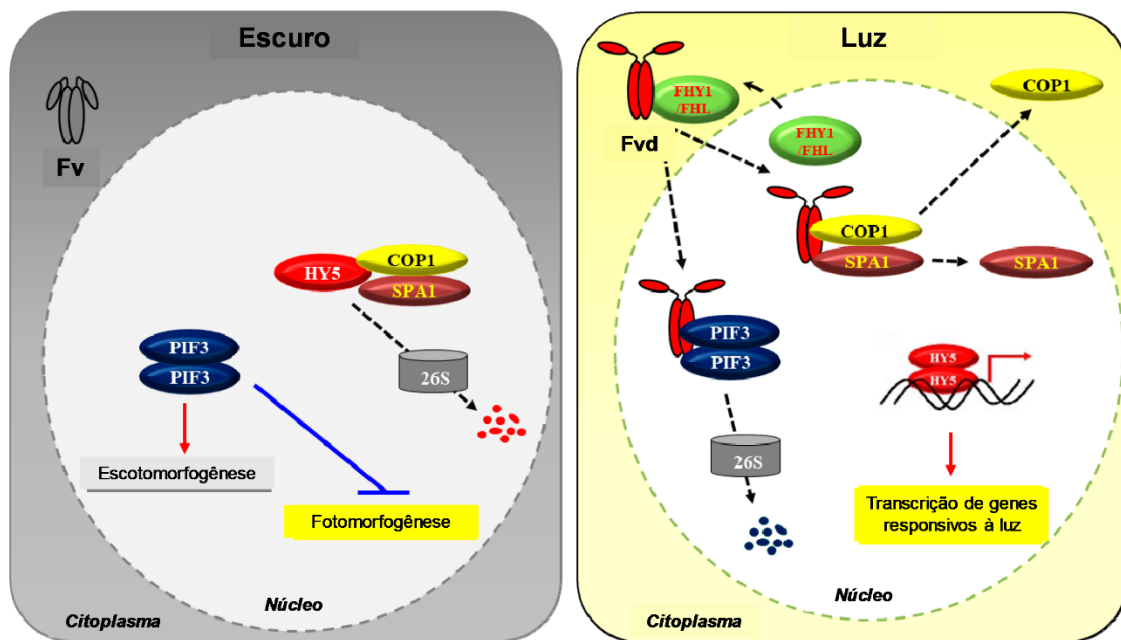 Escuro
Fv
HY5
COP1
SPA1
PIF3
PIF3
26S
Escotomorfogênese
Fotomorfogênese
Núcleo
Citoplasma
Luz
FHY1
/FHL
Fvd
FHY1
/FHL
COP1
COP1
SPA1
SPA1
PIF3
PIF3
HY5
HY5
26S
Transcrição de genes
responsivos à luz
Núcleo
Citoplasma